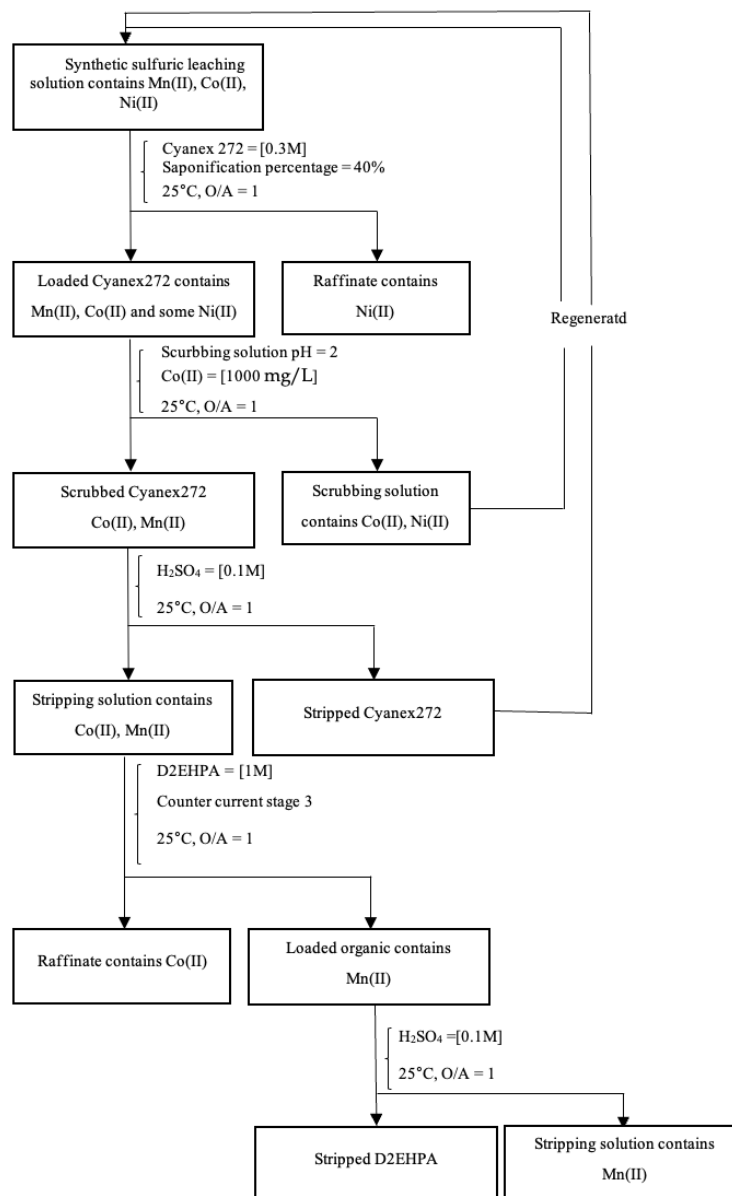 Synthetic sulfuric leaching
solution contains Mn(II), Co(II),
Ni(II)
Cyanex 272 = [0.3M]
Saponification percentage = 40%
25°C, O/A = 1
Loaded Cyanex272 contains
Mn(II), Co(II) and some Ni(II)
Raffinate contains
Ni(II)
Regeneratd
Scurbbing solution pH = 2
Co(II) = [1000 mg/L]
25°C, O/A = 1
Scrubbed Cyanex272
Co(II), Mn(II)
Scrubbing solution
contains Co(II), Ni(II)
H₂SO₄ = [0.1M]
25°C, O/A = 1
Stripping solution contains
Co(II), Mn(II)
Stripped Cyanex272
D2EHPA = [1M]
Counter current stage 3
25°C, O/A = 1
Raffinate contains Co(II)
Loaded organic contains
Mn(II)
H₂SO₄ =[0.1M]
25°C, O/A = 1
Stripped D2EHPA
Stripping solution contains
Mn(II)